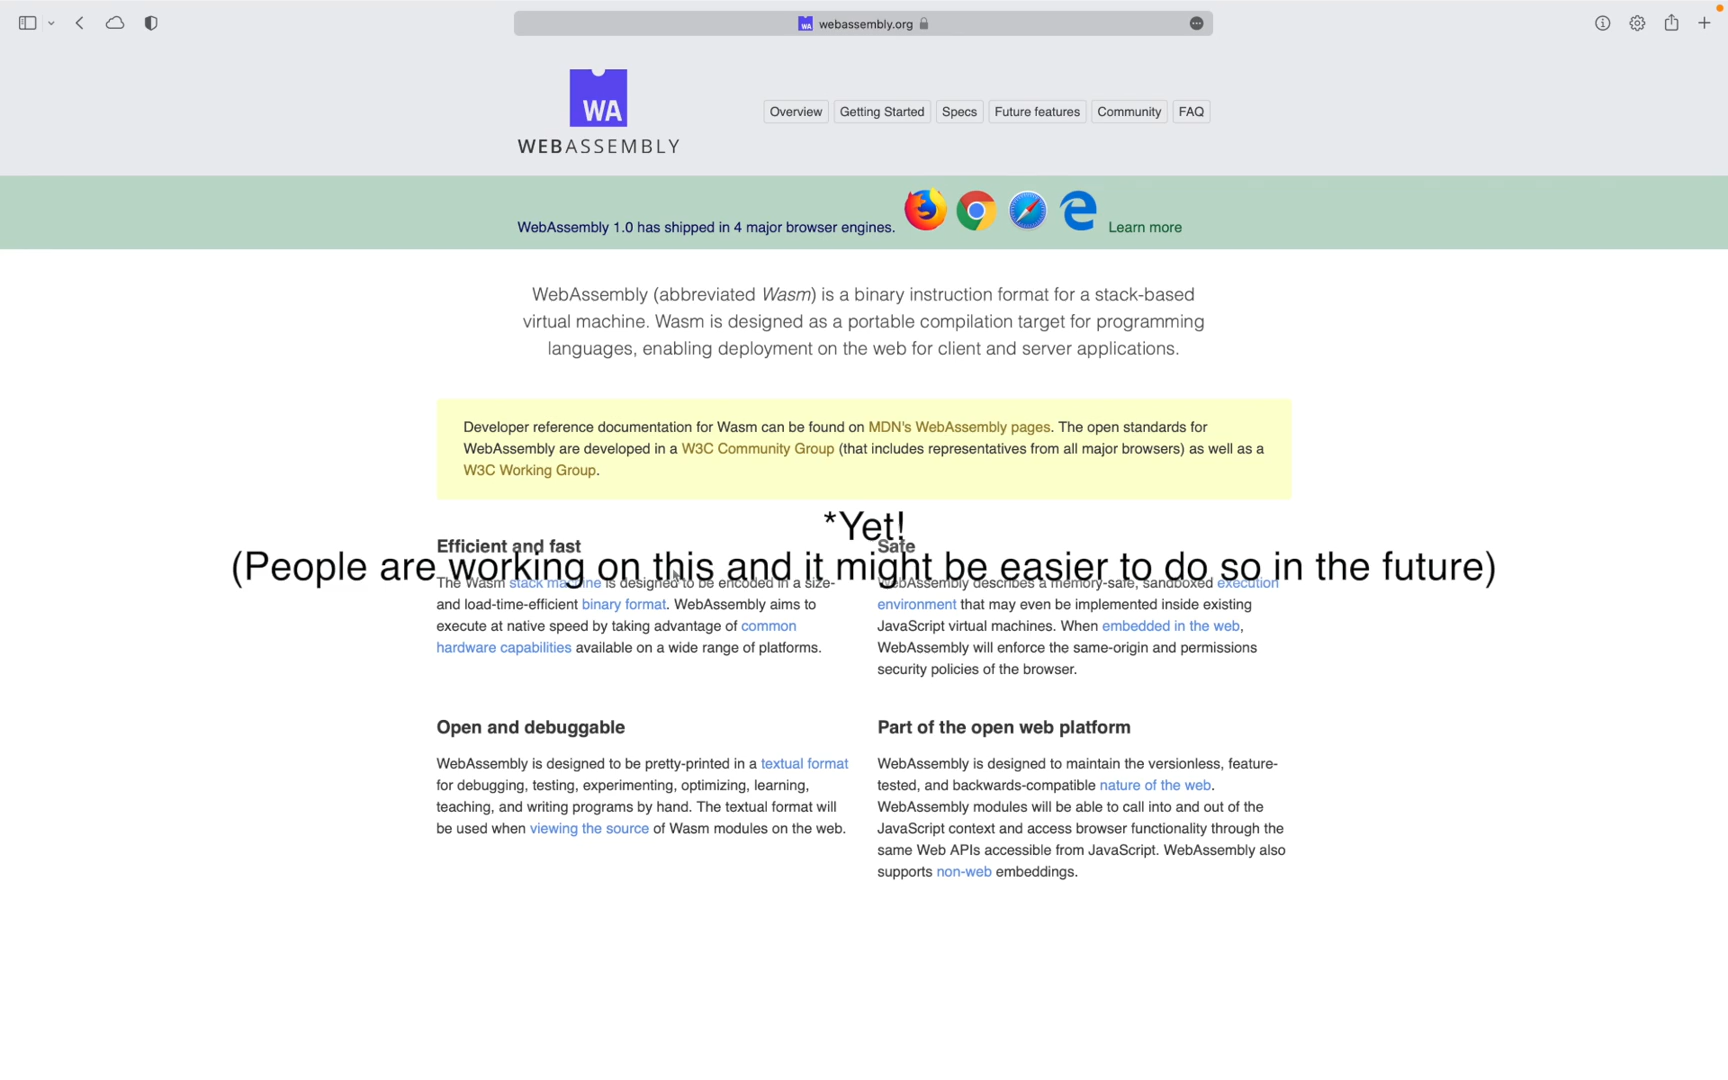 webassembly.org
WA
WEBASSEMBLY
Overview Getting Started Specs Future features Community FAQ
WebAssembly 1.0 has shipped in 4 major browser engines. Learn more
WebAssembly (abbreviated Wasm) is a binary instruction format for a stack-based
virtual machine. Wasm is designed as a portable compilation target for programming
languages, enabling deployment on the web for client and server applications.
Developer reference documentation for Wasm can be found on MDN's WebAssembly pages. The open standards for
WebAssembly are developed in a W3C Community Group (that includes representatives from all major browsers) as well as a
W3C Working Group.
*Yet!
(People are working on this and it might be easier to do so in the future)
Efficient and fast
The Wasm stack machine is designed to be encoded in a size-
and load-time-efficient binary format. WebAssembly aims to
execute at native speed by taking advantage of common
hardware capabilities available on a wide range of platforms.
Safe
WebAssembly describes a memory-safe, sandboxed execution
environment that may even be implemented inside existing
JavaScript virtual machines. When embedded in the web,
WebAssembly will enforce the same-origin and permissions
security policies of the browser.
Open and debuggable
WebAssembly is designed to be pretty-printed in a textual format
for debugging, testing, experimenting, optimizing, learning,
teaching, and writing programs by hand. The textual format will
be used when viewing the source of Wasm modules on the web.
Part of the open web platform
WebAssembly is designed to maintain the versionless, feature-
tested, and backwards-compatible nature of the web.
WebAssembly modules will be able to call into and out of the
JavaScript context and access browser functionality through the
same Web APIs accessible from JavaScript. WebAssembly also
supports non-web embeddings.